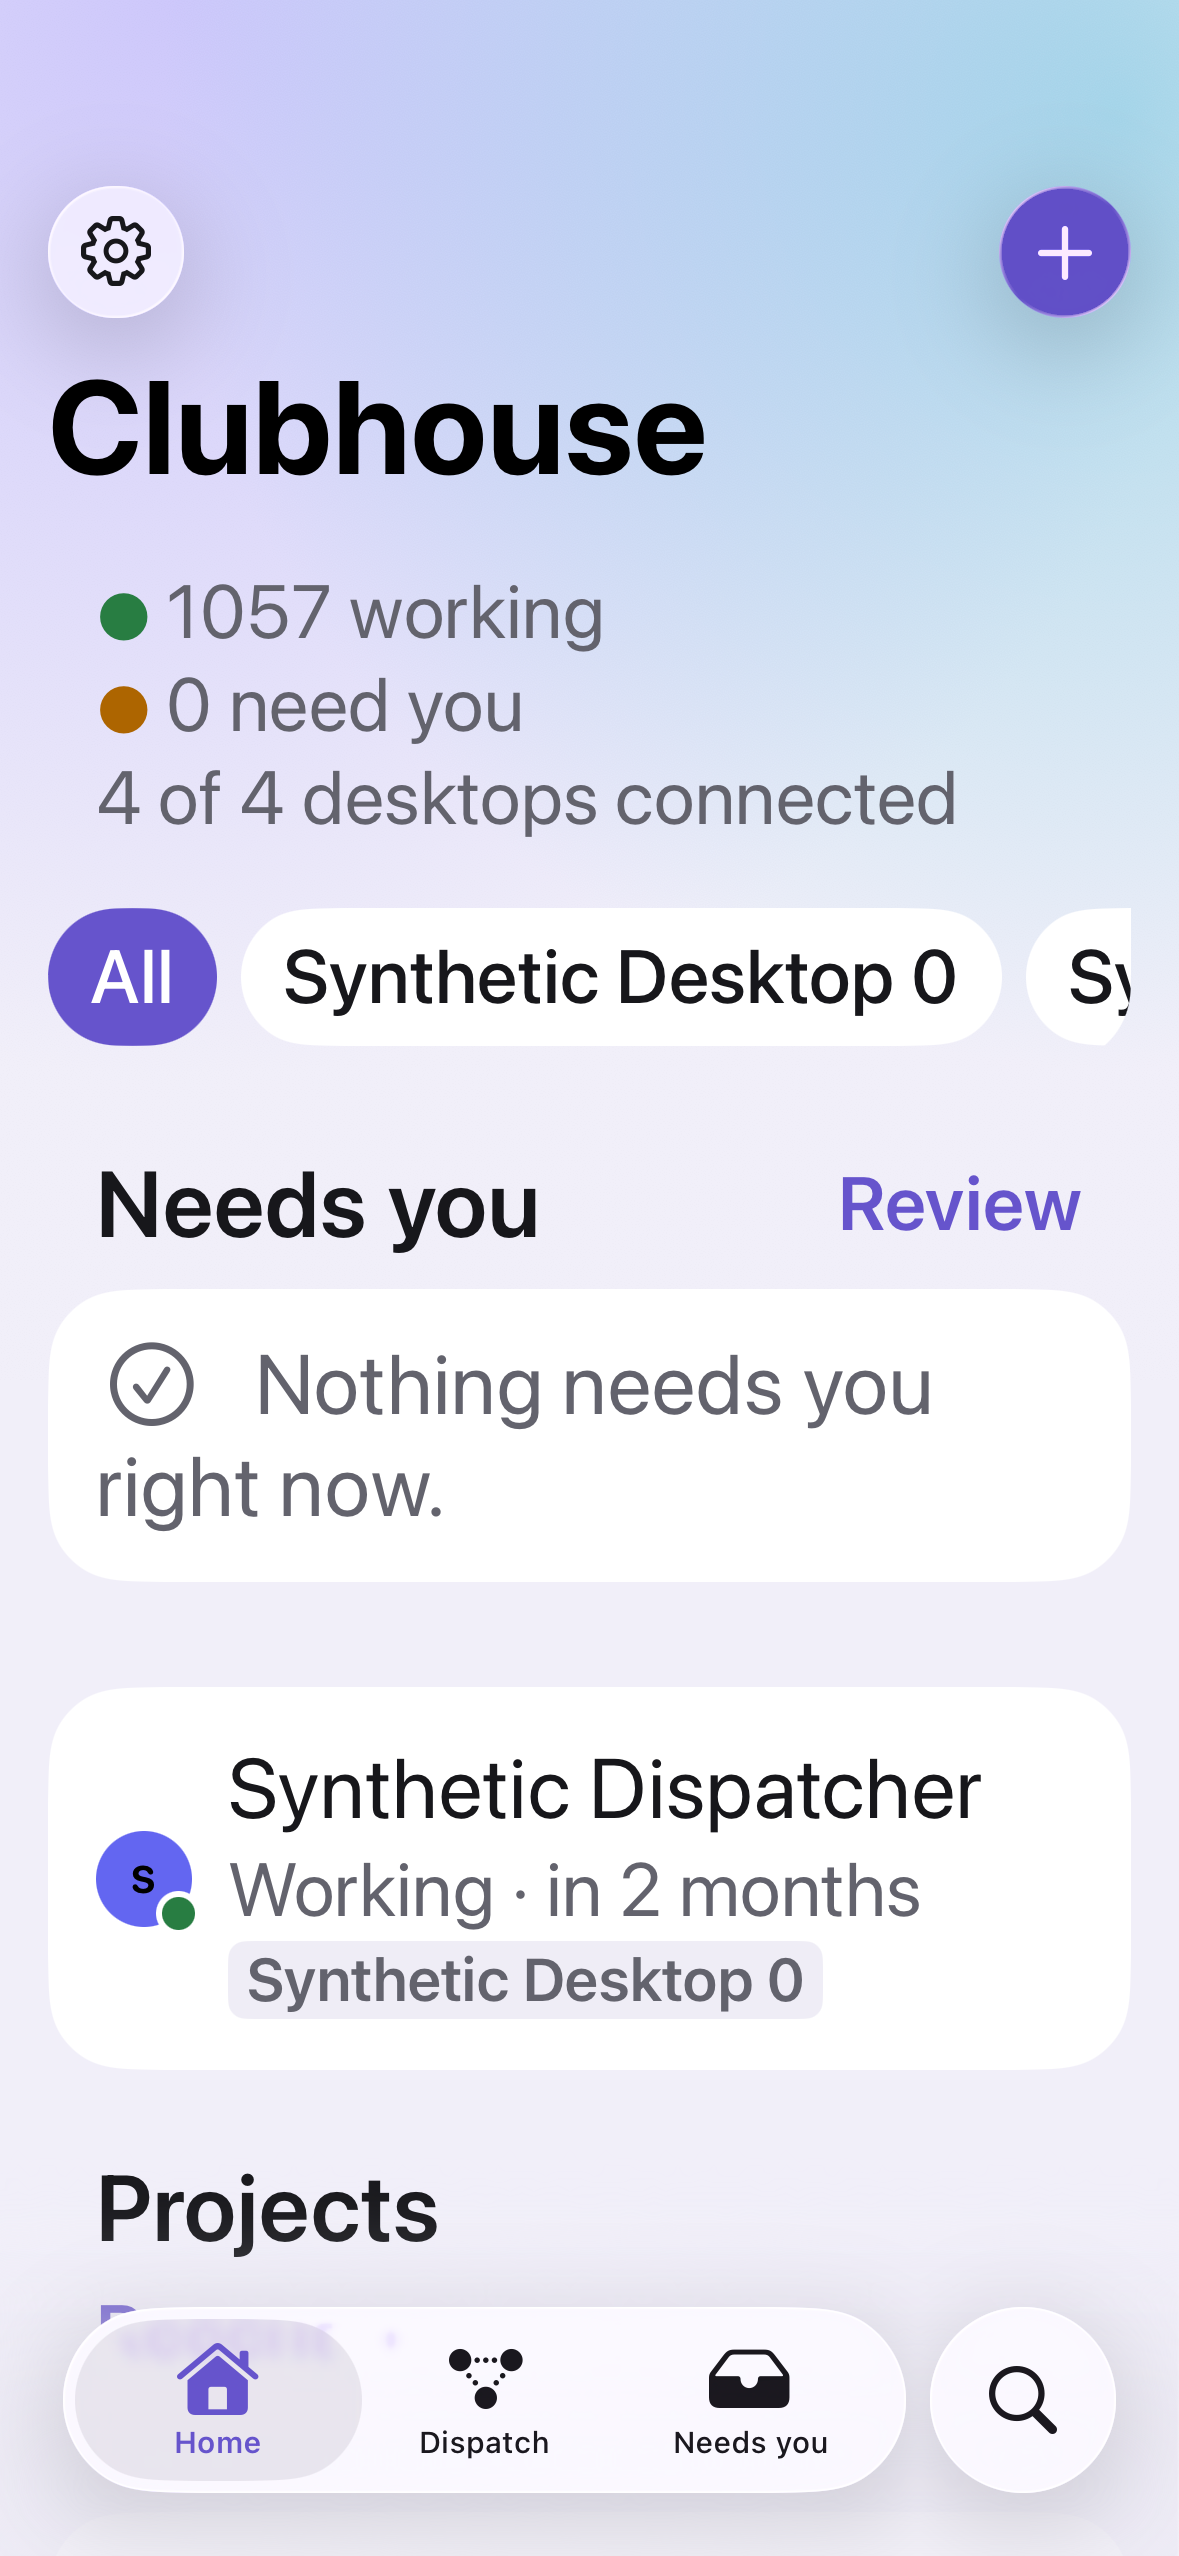 Clubhouse
1057 working
0 need you
4 of 4 desktops connected
All
Synthetic Desktop 0
Sy
Needs you
Review
Nothing needs you
right now.
Synthetic Dispatcher
S
Working · in 2 months
Synthetic Desktop 0
Projects
Home
Dispatch
Needs you